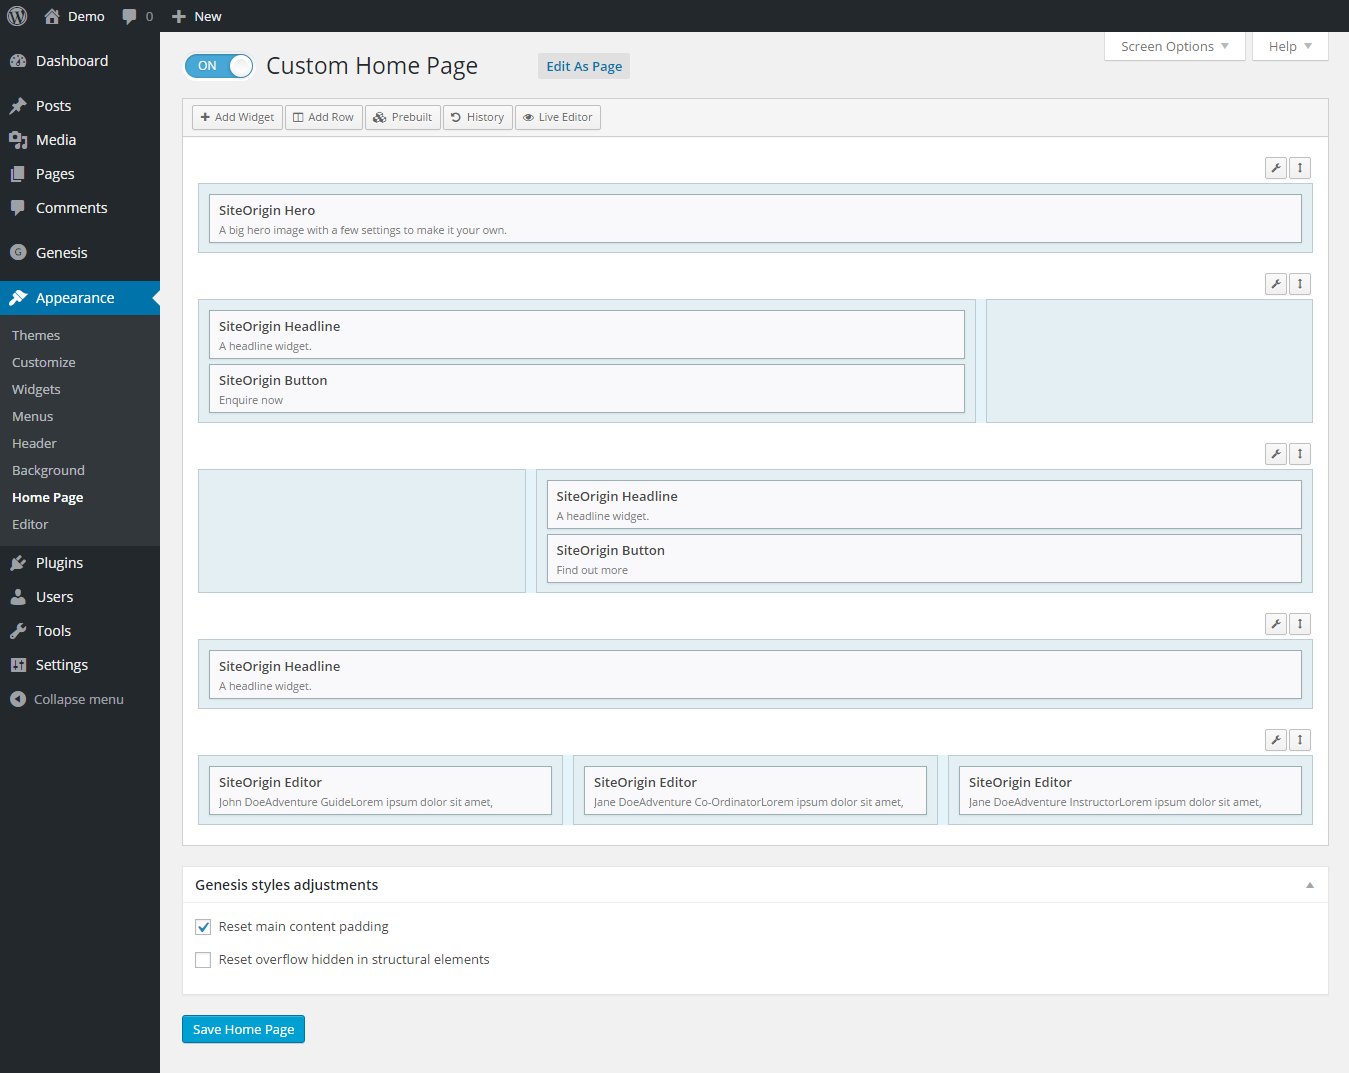 Demo 0 New
Screen Options Help
ON Custom Home Page Edit As Page
Dashboard
Posts
Media
Pages
Comments
Genesis
Appearance
Themes
Customize
Widgets
Menus
Header
Background
Home Page
Editor
Plugins
Users
Tools
Settings
Collapse menu
Add Widget Add Row Prebuilt History Live Editor
SiteOrigin Hero
A big hero image with a few settings to make it your own.
SiteOrigin Headline
A headline widget.
SiteOrigin Button
Enquire now
SiteOrigin Headline
A headline widget.
SiteOrigin Button
Find out more
SiteOrigin Headline
A headline widget.
SiteOrigin Editor
John DoeAdventure GuideLorem ipsum dolor sit amet,
SiteOrigin Editor
Jane DoeAdventure Co-OrdinatorLorem ipsum dolor sit amet,
SiteOrigin Editor
Jane DoeAdventure InstructorLorem ipsum dolor sit amet,
Genesis styles adjustments
Reset main content padding
Reset overflow hidden in structural elements
Save Home Page